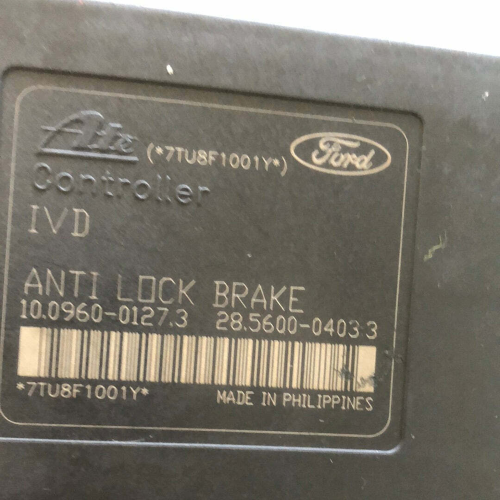 Ate (*7TU8F1001Y*) Ford
Controller
IVD
ANTI LOCK BRAKE
10.0960-0127.3 28.5600-0403.3
*7TU8F1001Y* MADE IN PHILIPPINES